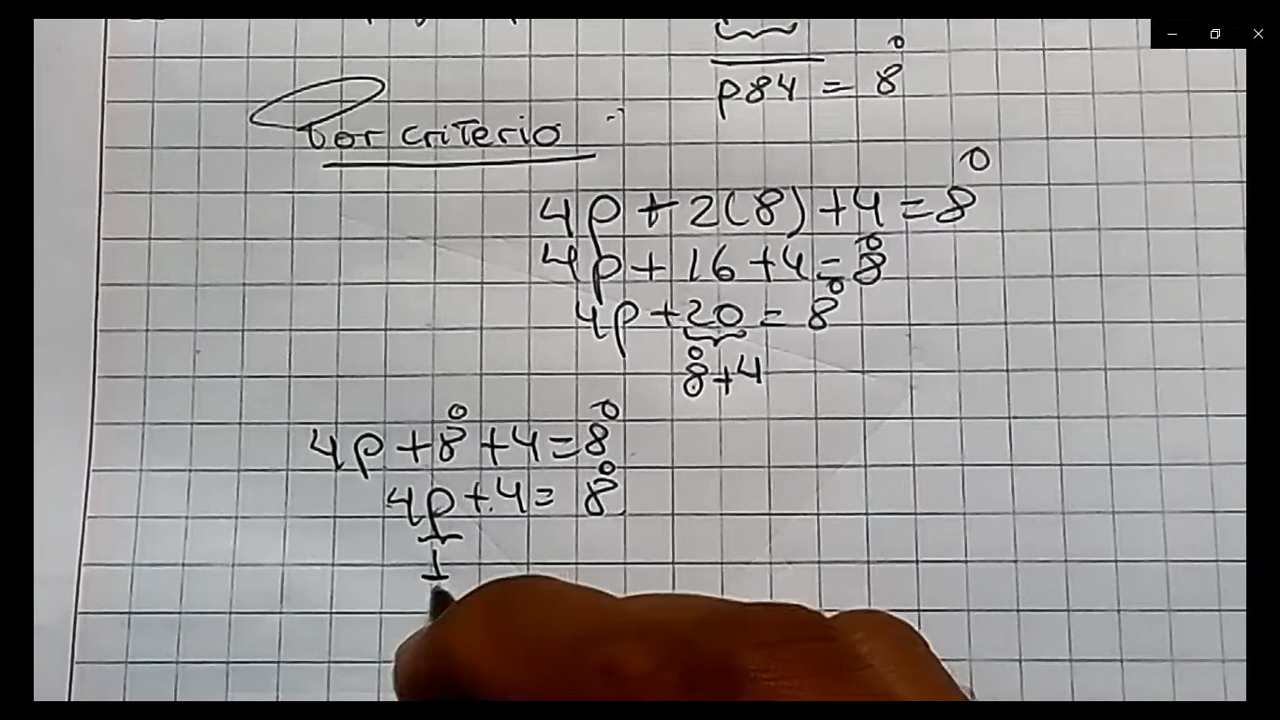 p84 = 8°
Por criterio :
4p + 2(8) + 4 = 8°
4p + 16 + 4 = 8°
4p + 20 = 8°
8° + 4
4p + 8° + 4 = 8°
4p + 4 = 8°
1